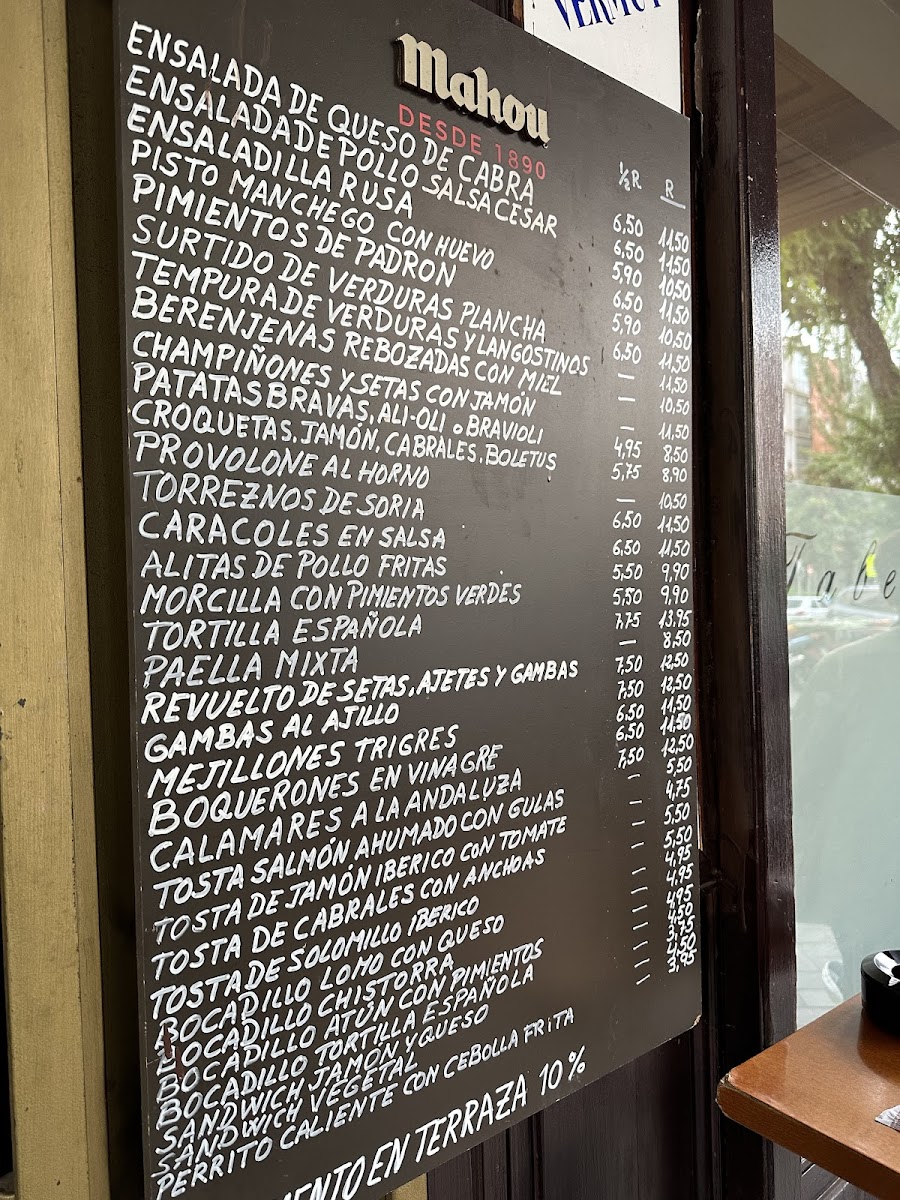 VERMUT
mahou
DESDE 1890
½R R
ENSALADA DE QUESO DE CABRA 6,50 11,50
ENSALADA DE POLLO SALSA CESAR 6,50 11,50
ENSALADILLA RUSA 5,90 10,50
PISTO MANCHEGO CON HUEVO 6,50 11,50
PIMIENTOS DE PADRON 5,90 10,50
SURTIDO DE VERDURAS PLANCHA 6,50 11,50
TEMPURA DE VERDURAS Y LANGOSTINOS — 11,50
BERENJENAS REBOZADAS CON MIEL — 10,50
CHAMPIÑONES Y SETAS CON JAMÓN — 11,50
PATATAS BRAVAS, ALI-OLI o BRAVIOLI 4,95 8,50
CROQUETAS, JAMÓN, CABRALES, BOLETUS 5,75 8,90
PROVOLONE AL HORNO — 10,50
TORREZNOS DE SORIA 6,50 11,50
CARACOLES EN SALSA 6,50 11,50
ALITAS DE POLLO FRITAS 5,50 9,90
MORCILLA CON PIMIENTOS VERDES 5,50 9,90
TORTILLA ESPAÑOLA 7,75 13,95
PAELLA MIXTA — 8,50
REVUELTO DE SETAS, AJETES Y GAMBAS 7,50 12,50
GAMBAS AL AJILLO 7,50 12,50
MEJILLONES TRIGRES 6,50 11,50
BOQUERONES EN VINAGRE 6,50 11,50
CALAMARES A LA ANDALUZA 7,50 12,50
TOSTA SALMÓN AHUMADO CON GULAS — 5,50
TOSTA DE JAMÓN IBERICO CON TOMATE — 4,75
TOSTA DE CABRALES CON ANCHOAS — 5,50
TOSTA DE SOLOMILLO IBERICO — 5,50
BOCADILLO LOMO CON QUESO — 4,95
BOCADILLO CHISTORRA — 4,95
BOCADILLO ATÚN CON PIMIENTOS — 4,95
BOCADILLO TORTILLA ESPAÑOLA — 4,50
SANDWICH JAMÓN Y QUESO — 3,75
SANDWICH VEGETAL — 4,50
PERRITO CALIENTE CON CEBOLLA FRITA — 3,95
MENTO EN TERRAZA 10%
Tabe